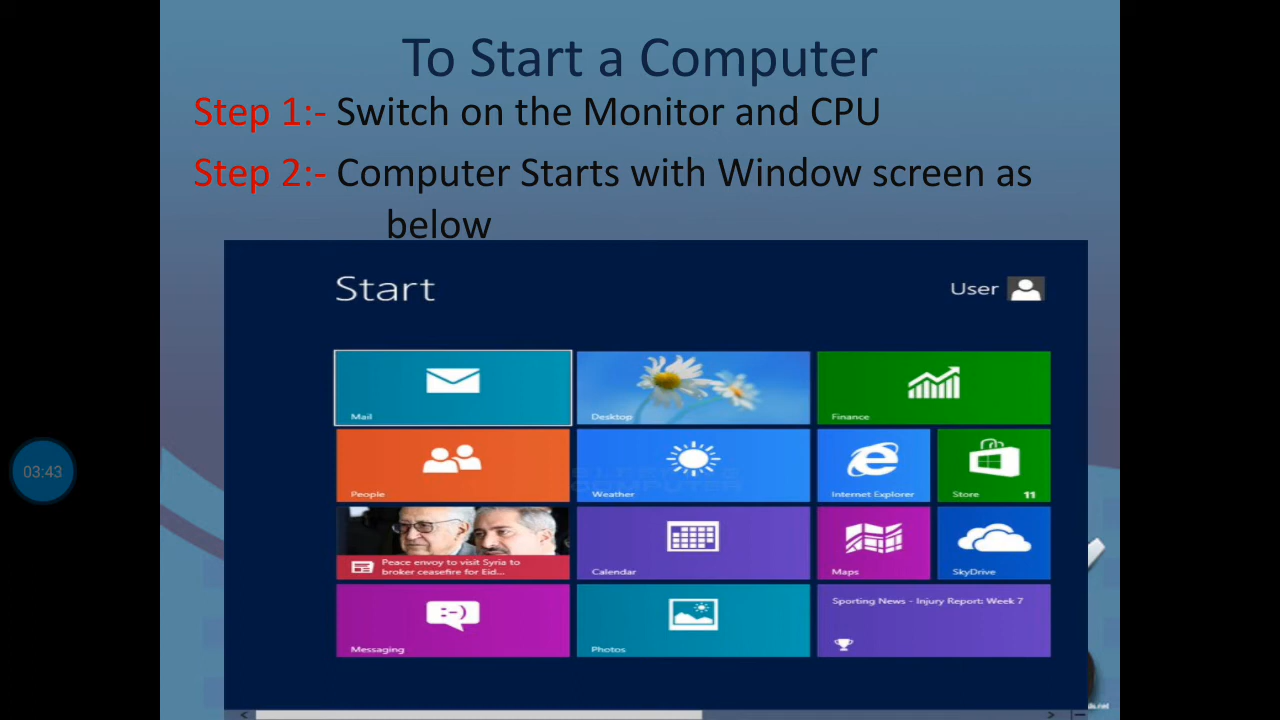 To Start a Computer
Step 1:- Switch on the Monitor and CPU
Step 2:- Computer Starts with Window screen as
below
Start
User
Mail
Desktop
Finance
People
Weather
Internet Explorer
Store
11
Peace envoy to visit Syria to
broker ceasefire for Eid...
Calendar
Maps
SkyDrive
Messaging
:-)
Photos
Sporting News - Injury Report: Week 7
03:43